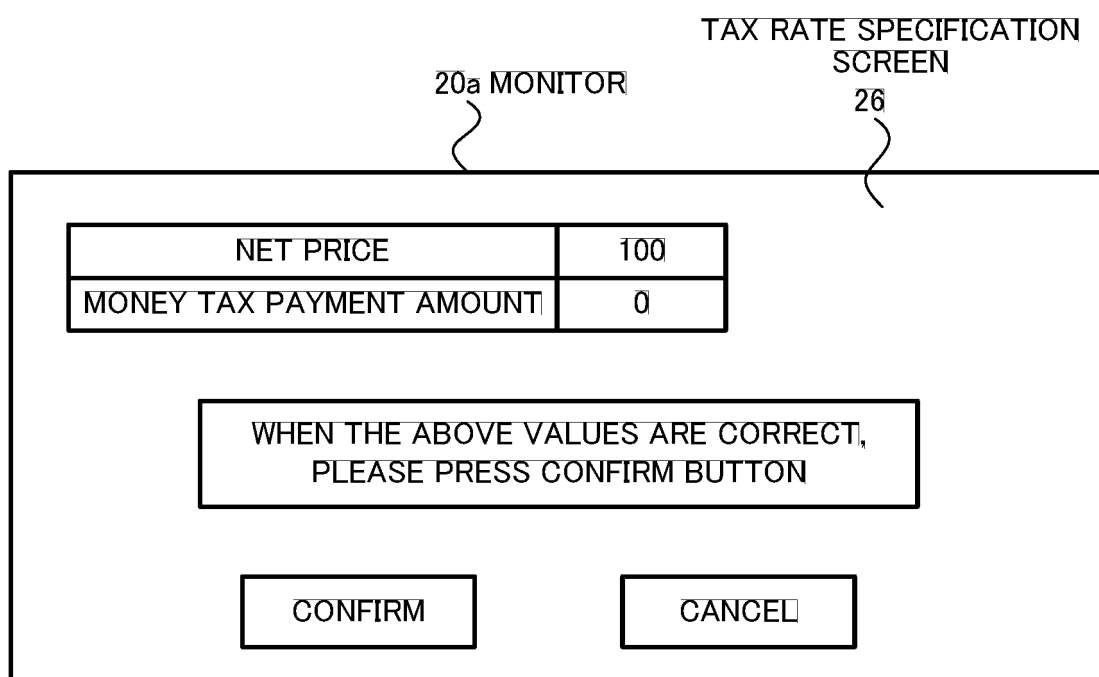 TAX RATE SPECIFICATION
SCREEN
26
20a MONITOR
NET PRICE 100
MONEY TAX PAYMENT AMOUNT 0
WHEN THE ABOVE VALUES ARE CORRECT,
PLEASE PRESS CONFIRM BUTTON
CONFIRM CANCEL